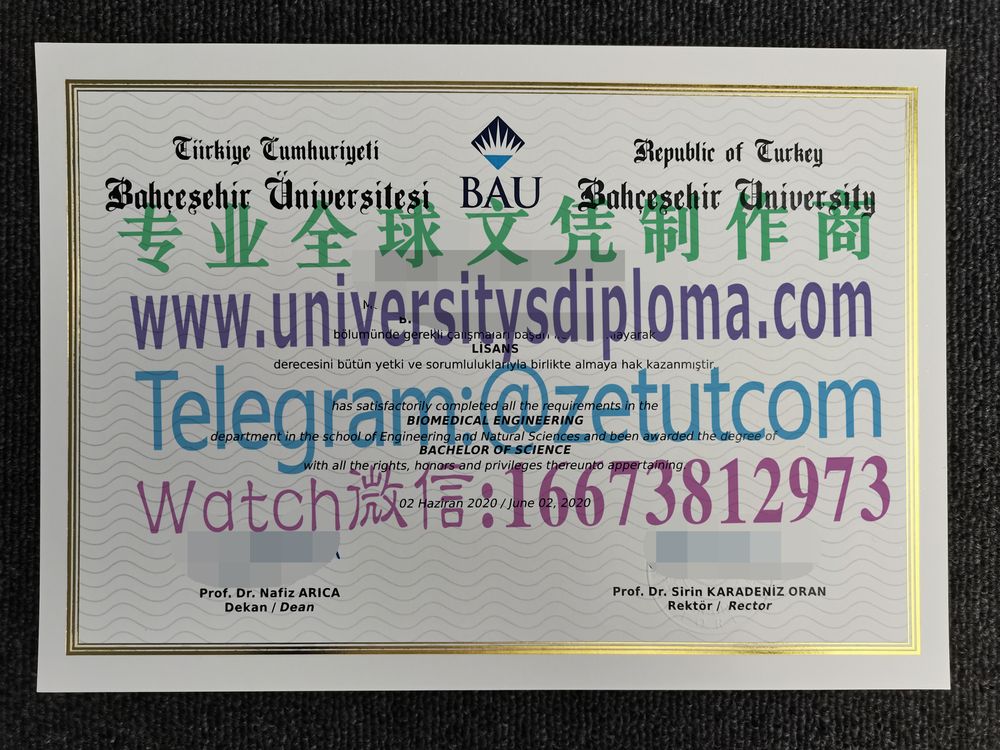 Türkiye Cumhuriyeti
Bahçeşehir Üniversitesi
BAU
Republic of Turkey
Bahçeşehir University
专业全球文凭制作商
www.universitysdiploma.com
B.
bölümünde gerekli çalışmaları
LİSANS
derecesini bütün yetki ve sorumluluklarıyla birlikte almaya hak kazanmıştır.
Telegram:@zetutcom
has satisfactorily completed all the requirements in the
BIOMEDICAL ENGINEERING
department in the school of Engineering and Natural Sciences and been awarded the degree of
BACHELOR OF SCIENCE
with all the rights, honors and privileges thereunto appertaining.
Watch微信:16673812973
02 Haziran 2020 / June 02, 2020
Prof. Dr. Nafiz ARICA
Dekan / Dean
Prof. Dr. Sirin KARADENİZ ORAN
Rektör / Rector